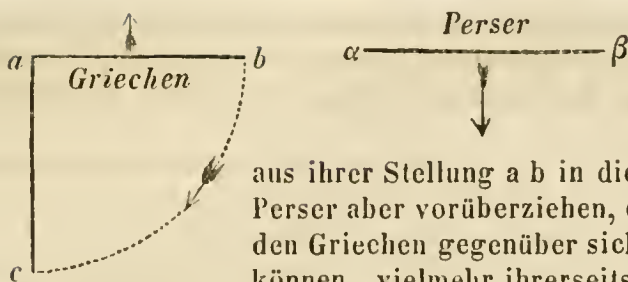 Perser
a b α β
Griechen
aus ihrer Stellung a b in die
Perser aber vorüberziehen,
den Griechen gegenüber sich
c
können, vielmehr ihrerseits